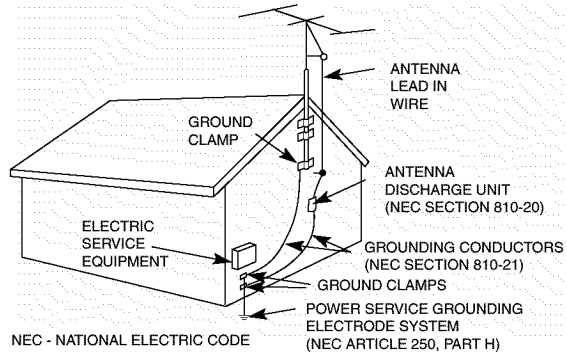 ANTENNA
LEAD IN
WIRE
GROUND
CLAMP
ANTENNA
DISCHARGE UNIT
(NEC SECTION 810-20)
ELECTRIC
SERVICE
EQUIPMENT
GROUNDING CONDUCTORS
(NEC SECTION 810-21)
GROUND CLAMPS
POWER SERVICE GROUNDING
ELECTRODE SYSTEM
(NEC ARTICLE 250, PART H)
NEC - NATIONAL ELECTRIC CODE